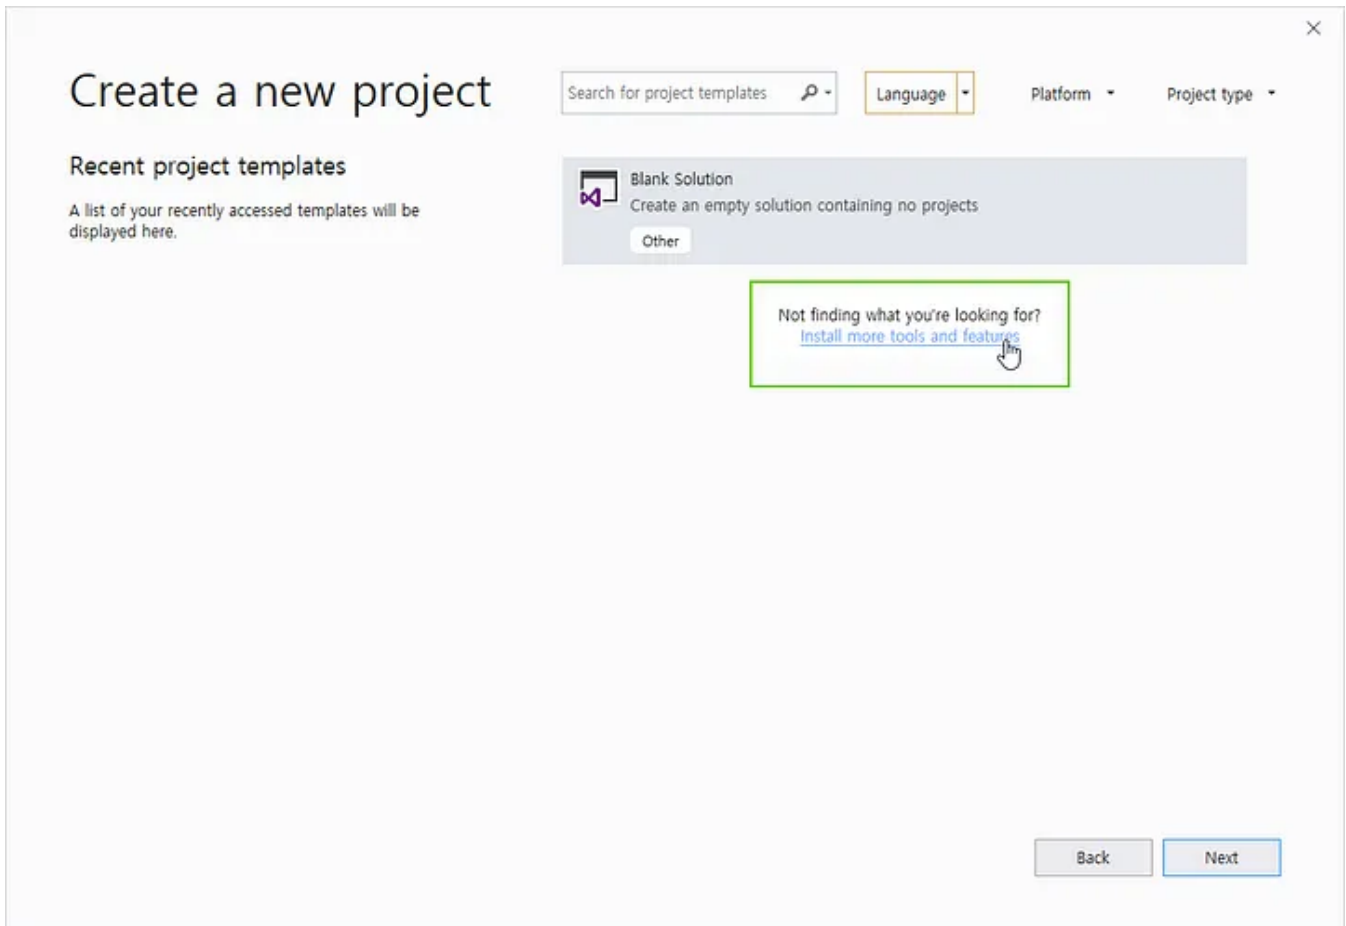 Create a new project
Search for project templates
Language
Platform
Project type
Recent project templates
A list of your recently accessed templates will be
displayed here.
Blank Solution
Create an empty solution containing no projects
Other
Not finding what you're looking for?
Install more tools and features
Back
Next